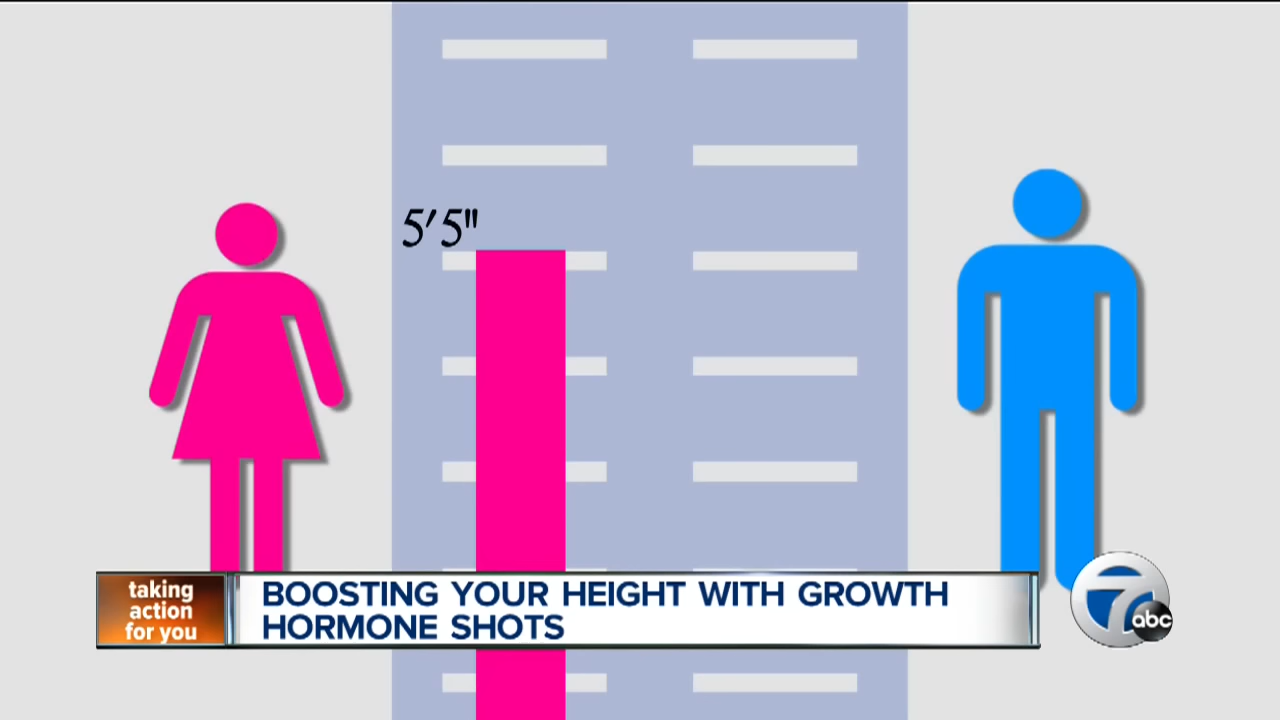 5'5"
taking
action
for you
BOOSTING YOUR HEIGHT WITH GROWTH
HORMONE SHOTS
7
abc